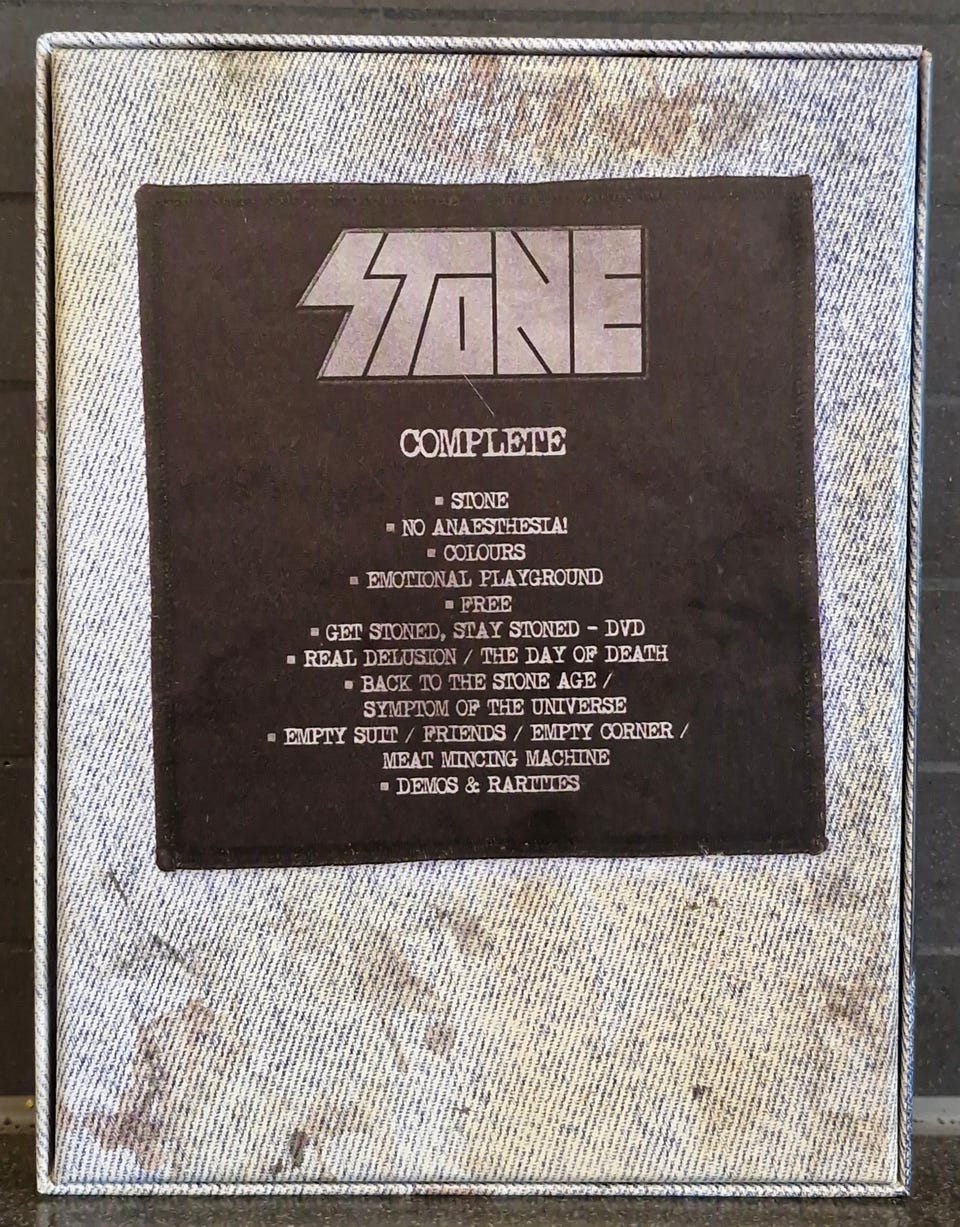 STONE
COMPLETE
▪ STONE
▪ NO ANAESTHESIA!
▪ COLOURS
▪ EMOTIONAL PLAYGROUND
▪ FREE
▪ GET STONED, STAY STONED - DVD
▪ REAL DELUSION / THE DAY OF DEATH
▪ BACK TO THE STONE AGE /
SYMPTOM OF THE UNIVERSE
▪ EMPTY SUIT / FRIENDS / EMPTY CORNER /
MEAT MINCING MACHINE
▪ DEMOS & RARITIES